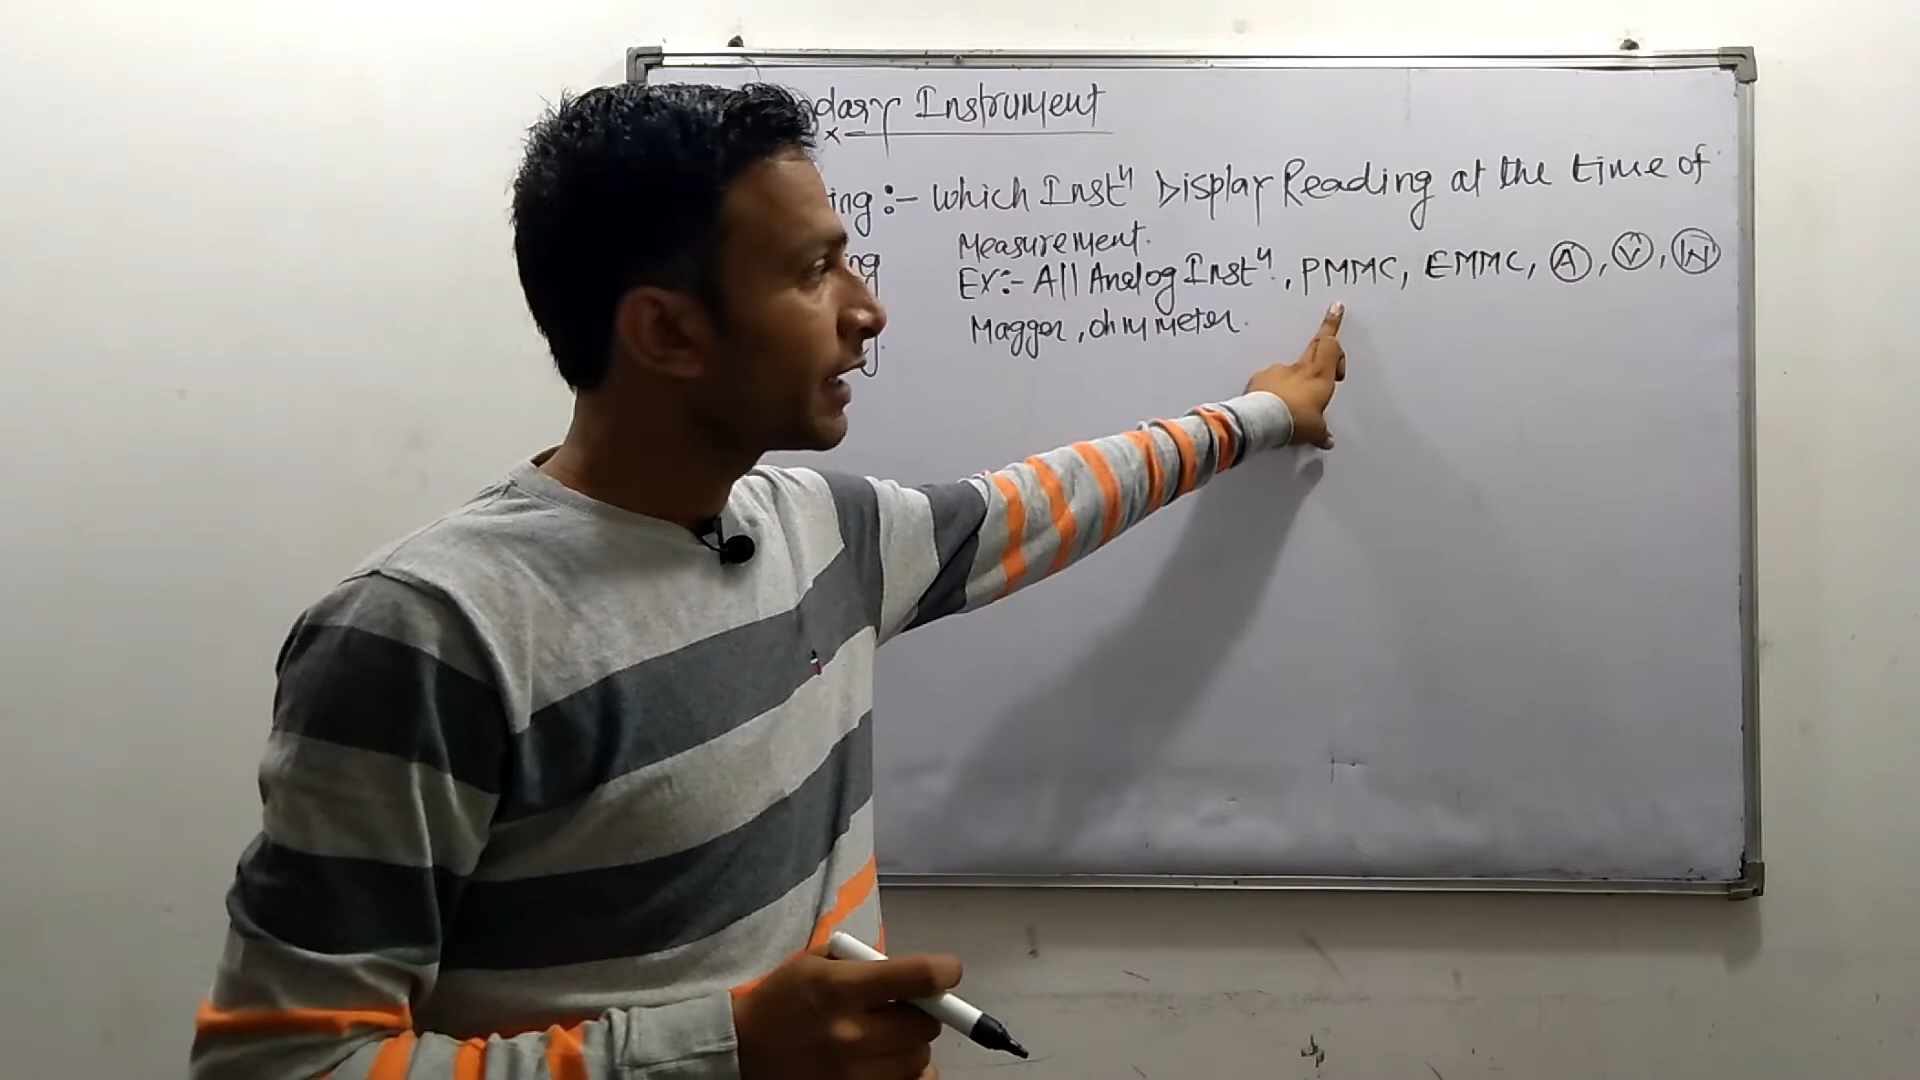 Instrument
:- Which Instⁿ Display Reading at the time of
Measurement.
Ex:- All Analog Instⁿ., PMMC, EMMC, A, V, W
Magger, ohmmeter.